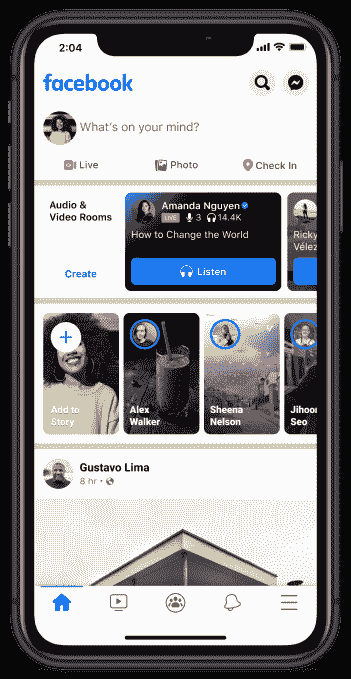 2:04
facebook
What's on your mind?
Live
Photo
Check In
Audio &
Video Rooms
Create
Amanda Nguyen
LIVE 3 14.4K
How to Change the World
Listen
Ricky
Vélez
Add to
Story
Alex
Walker
Sheena
Nelson
Jihoon
Seo
Gustavo Lima
8 hr •